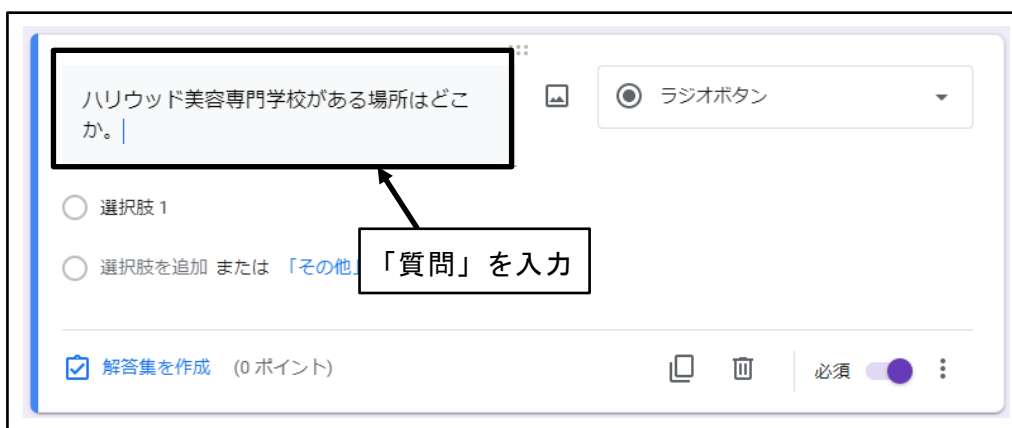 ハリウッド美容専門学校がある場所はどこ
か。
ラジオボタン
選択肢 1
選択肢を追加 または 「その他」
「質問」を入力
解答集を作成 (0 ポイント)
必須